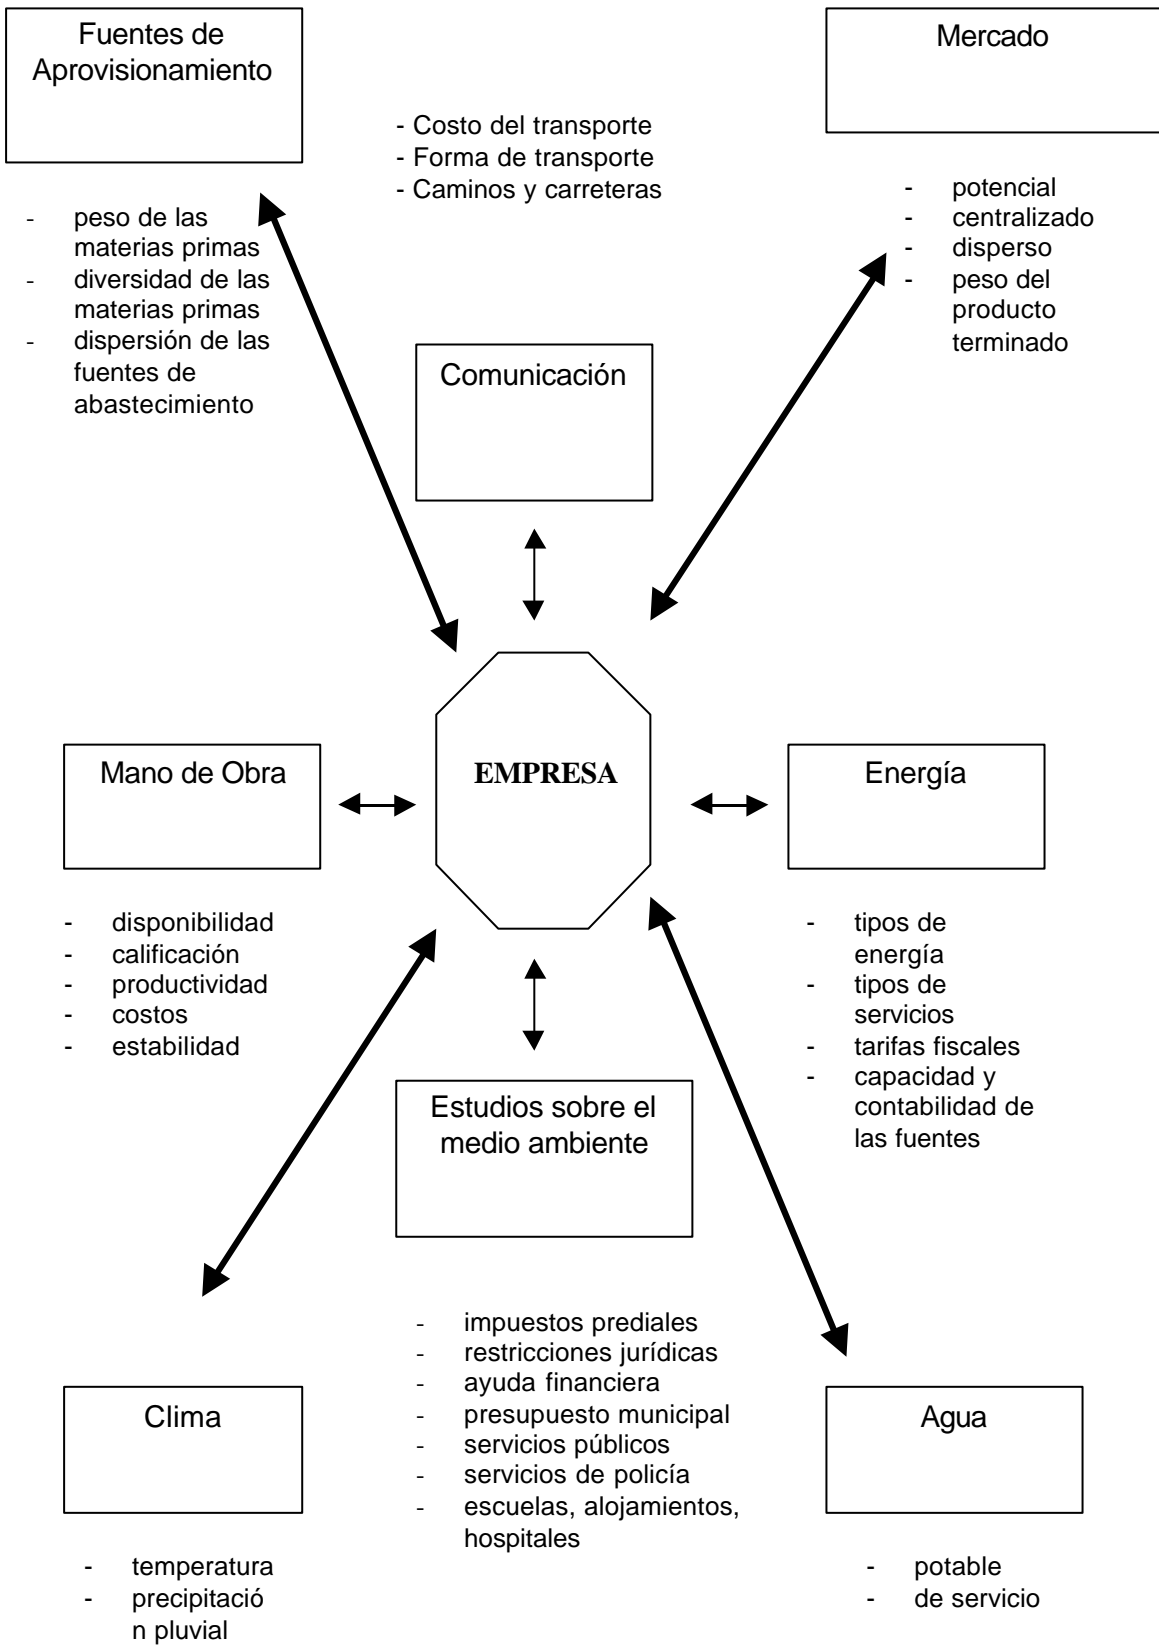 Fuentes de
Aprovisionamiento
- peso de las
materias primas
- diversidad de las
materias primas
- dispersión de las
fuentes de
abastecimiento
- Costo del transporte
- Forma de transporte
- Caminos y carreteras
Comunicación
Mercado
- potencial
- centralizado
- disperso
- peso del
producto
terminado
Mano de Obra
- disponibilidad
- calificación
- productividad
- costos
- estabilidad
EMPRESA
Energía
- tipos de
energía
- tipos de
servicios
- tarifas fiscales
- capacidad y
contabilidad de
las fuentes
Estudios sobre el
medio ambiente
- impuestos prediales
- restricciones jurídicas
- ayuda financiera
- presupuesto municipal
- servicios públicos
- servicios de policía
- escuelas, alojamientos,
hospitales
Clima
- temperatura
- precipitació
n pluvial
Agua
- potable
- de servicio